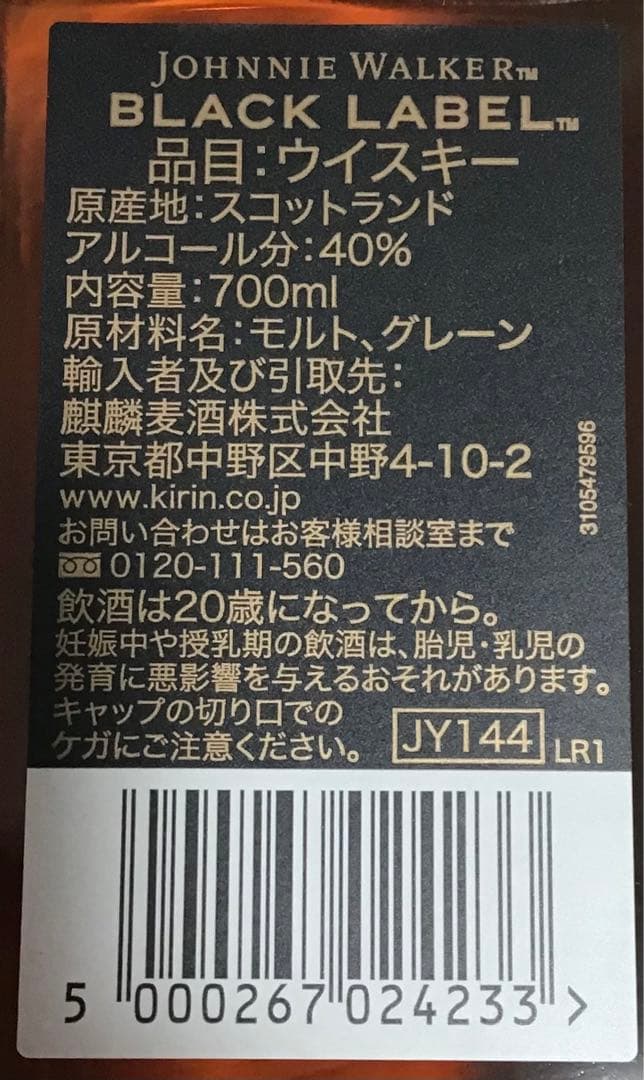 JOHNNIE WALKER™
BLACK LABEL™
品目:ウイスキー
原産地:スコットランド
アルコール分:40%
内容量:700ml
原材料名:モルト、グレーン
輸入者及び引取先:
麒麟麦酒株式会社
東京都中野区中野4-10-2
www.kirin.co.jp
お問い合わせはお客様相談室まで
0120-111-560
飲酒は20歳になってから。
妊娠中や授乳期の飲酒は、胎児・乳児の
発育に悪影響を与えるおそれがあります。
キャップの切り口での
ケガにご注意ください。
JY144 LR1
3105479596
5 000267 024233 >